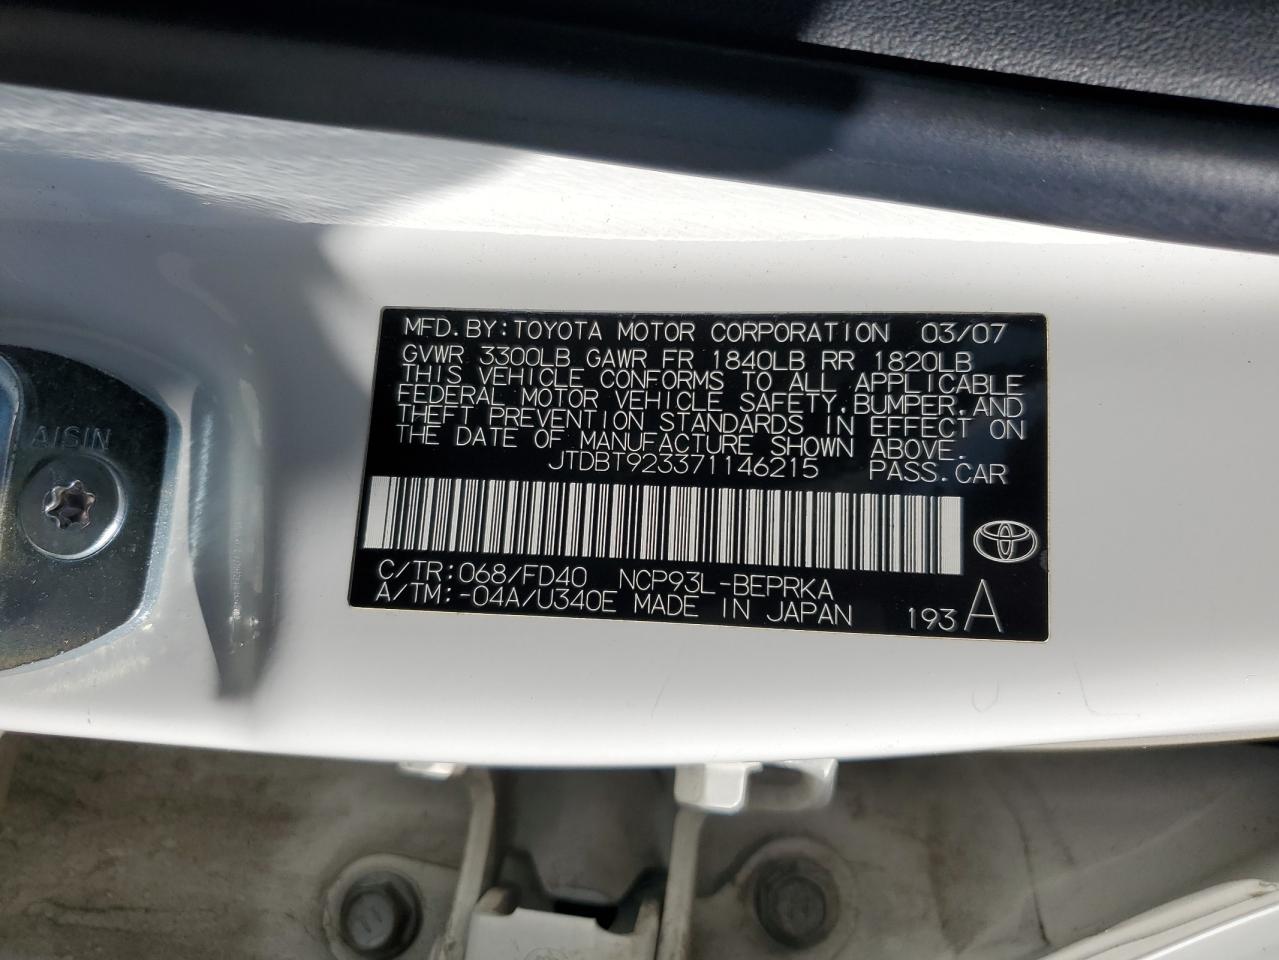 MFD.BY:TOYOTA MOTOR CORPORATION 03/07
GVWR 3300LB GAWR FR 1840LB RR 1820LB
THIS VEHICLE CONFORMS TO ALL APPLICABLE
FEDERAL MOTOR VEHICLE SAFETY,BUMPER,AND
THEFT PREVENTION STANDARDS IN EFFECT ON
THE DATE OF MANUFACTURE SHOWN ABOVE.
JTDBT923371146215 PASS.CAR
C/TR:068/FD40 NCP93L-BEPRKA
A/TM:-04A/U340E MADE IN JAPAN 193 A
AISIN